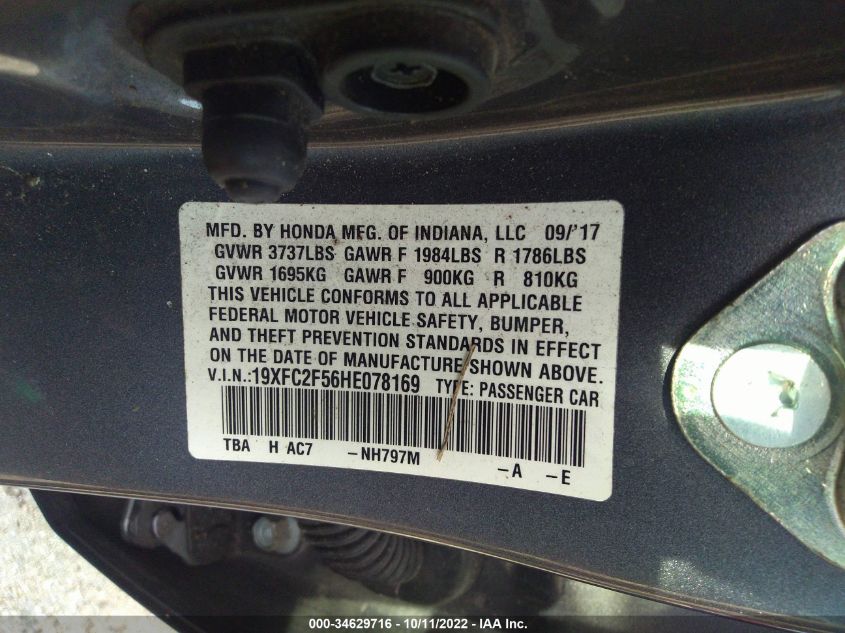 MFD. BY HONDA MFG. OF INDIANA, LLC 09/'17
GVWR 3737LBS GAWR F 1984LBS R 1786LBS
GVWR 1695KG GAWR F 900KG R 810KG
THIS VEHICLE CONFORMS TO ALL APPLICABLE
FEDERAL MOTOR VEHICLE SAFETY, BUMPER,
AND THEFT PREVENTION STANDARDS IN EFFECT
ON THE DATE OF MANUFACTURE SHOWN ABOVE.
V.I.N.:19XFC2F56HE078169 TYPE: PASSENGER CAR
TBA H AC7 -NH797M -A -E
000-34629716 - 10/11/2022 - IAA Inc.